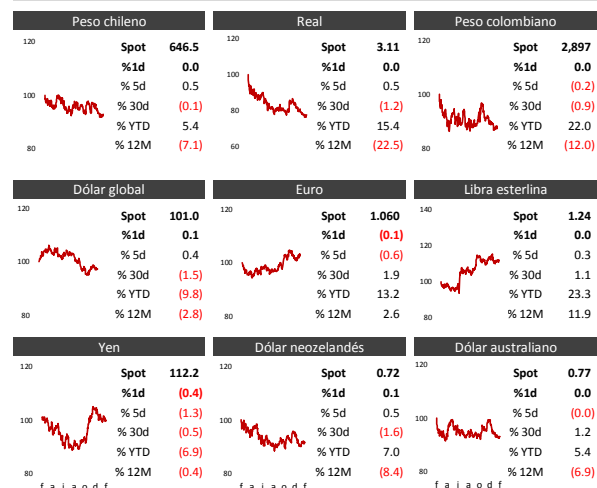 Peso chileno
120
100
80
Spot 646.5
%1d 0.0
% 5d 0.5
% 30d (0.1)
% YTD 5.4
% 12M (7.1)
Real
120
100
80
60
Spot 3.11
%1d 0.0
% 5d 0.5
% 30d (1.2)
% YTD 15.4
% 12M (22.5)
Peso colombiano
120
100
80
Spot 2,897
%1d 0.0
% 5d (0.2)
% 30d (0.9)
% YTD 22.0
% 12M (12.0)
Dólar global
120
100
80
Spot 101.0
%1d 0.1
% 5d 0.4
% 30d (1.5)
% YTD (9.8)
% 12M (2.8)
Euro
120
100
80
Spot 1.060
%1d (0.1)
% 5d (0.6)
% 30d 1.9
% YTD 13.2
% 12M 2.6
Libra esterlina
140
120
100
80
Spot 1.24
%1d 0.0
% 5d 0.3
% 30d 1.1
% YTD 23.3
% 12M 11.9
Yen
120
100
80
Spot 112.2
%1d (0.4)
% 5d (1.3)
% 30d (0.5)
% YTD (6.9)
% 12M (0.4)
f a j a o d f
Dólar neozelandés
120
100
80
Spot 0.72
%1d 0.1
% 5d 0.5
% 30d (1.6)
% YTD 7.0
% 12M (8.4)
f a j a o d f
Dólar australiano
120
100
80
Spot 0.77
%1d 0.0
% 5d (0.0)
% 30d 1.2
% YTD 5.4
% 12M (6.9)
f a j a o d f